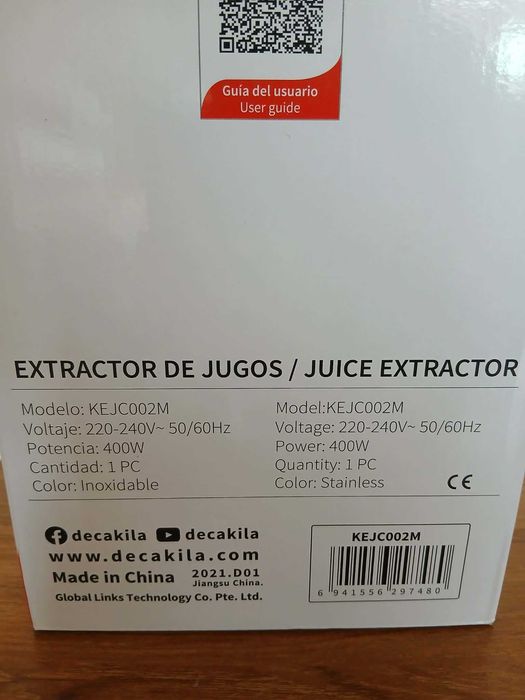 Guía del usuario
User guide
EXTRACTOR DE JUGOS / JUICE EXTRACTOR
Modelo: KEJC002M
Voltaje: 220-240V~ 50/60Hz
Potencia: 400W
Cantidad: 1 PC
Color: Inoxidable
Model:KEJC002M
Voltage: 220-240V~ 50/60Hz
Power: 400W
Quantity: 1 PC
Color: Stainless
CE
decakila decakila
www.decakila.com
Made in China 2021.D01
Jiangsu China.
Global Links Technology Co. Pte. Ltd.
KEJC002M
6 941556 297480